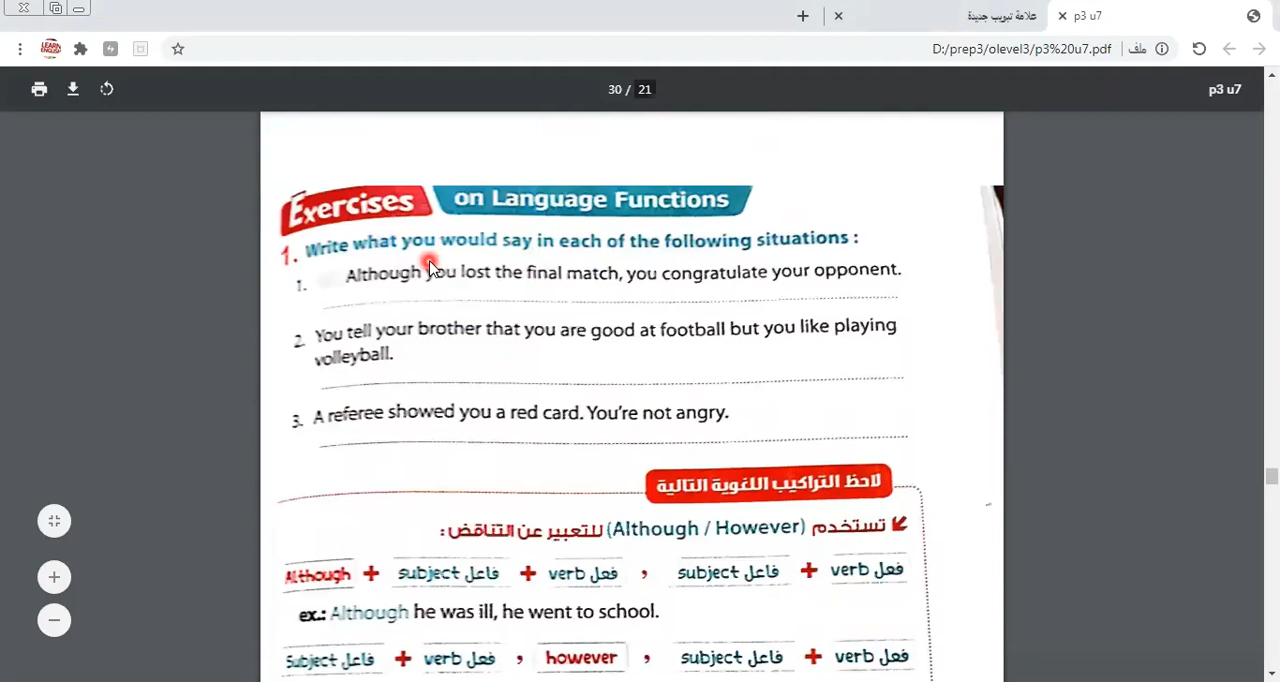 علامة تبويب جديدة
p3 u7
LEARN ENGLISH
ملف D:/prep3/olevel3/p3%20u7.pdf
30 / 21
p3 u7
Exercises on Language Functions
1. Write what you would say in each of the following situations :
1. Although you lost the final match, you congratulate your opponent.
2. You tell your brother that you are good at football but you like playing
volleyball.
3. A referee showed you a red card. You're not angry.
لاحظ التراكيب اللغوية التالية
تستخدم (Although / However) للتعبير عن التناقض :
Although + subject فاعل + verb فعل , subject فاعل + verb فعل
ex.: Although he was ill, he went to school.
Subject فاعل + verb فعل , however , subject فاعل + verb فعل